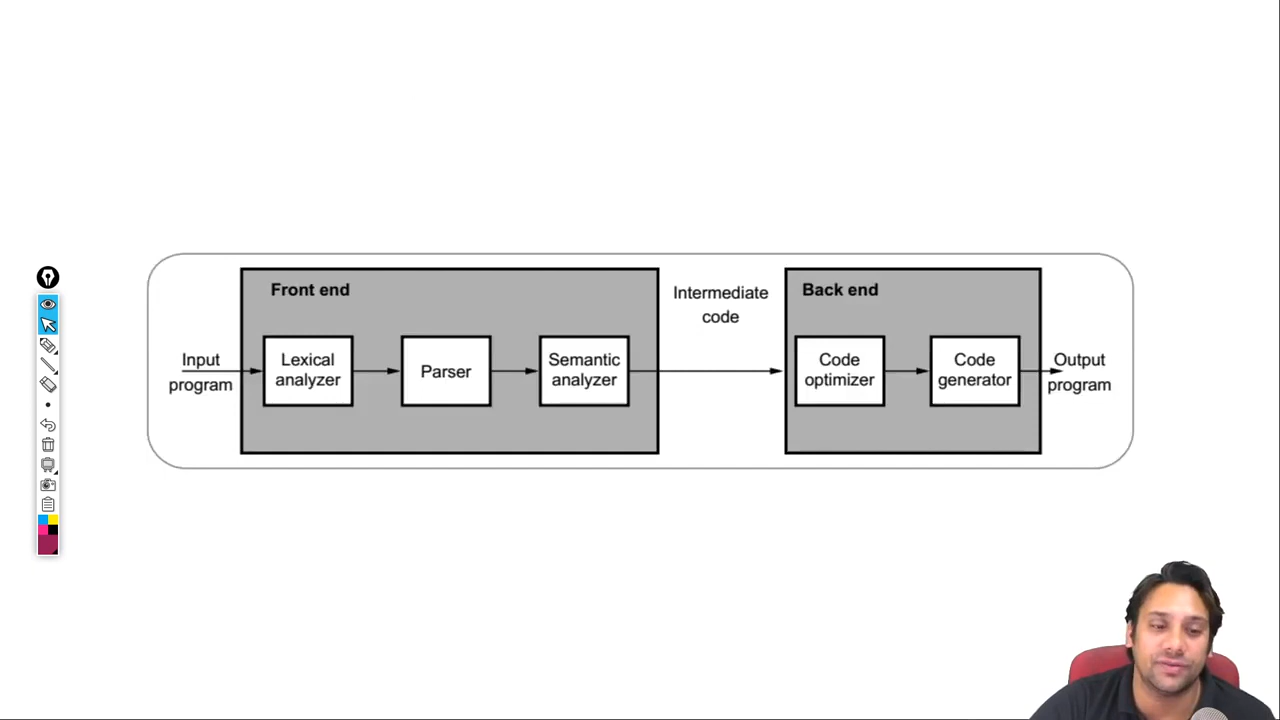 Front end
Input
program
Lexical
analyzer
Parser
Semantic
analyzer
Intermediate
code
Back end
Code
optimizer
Code
generator
Output
program